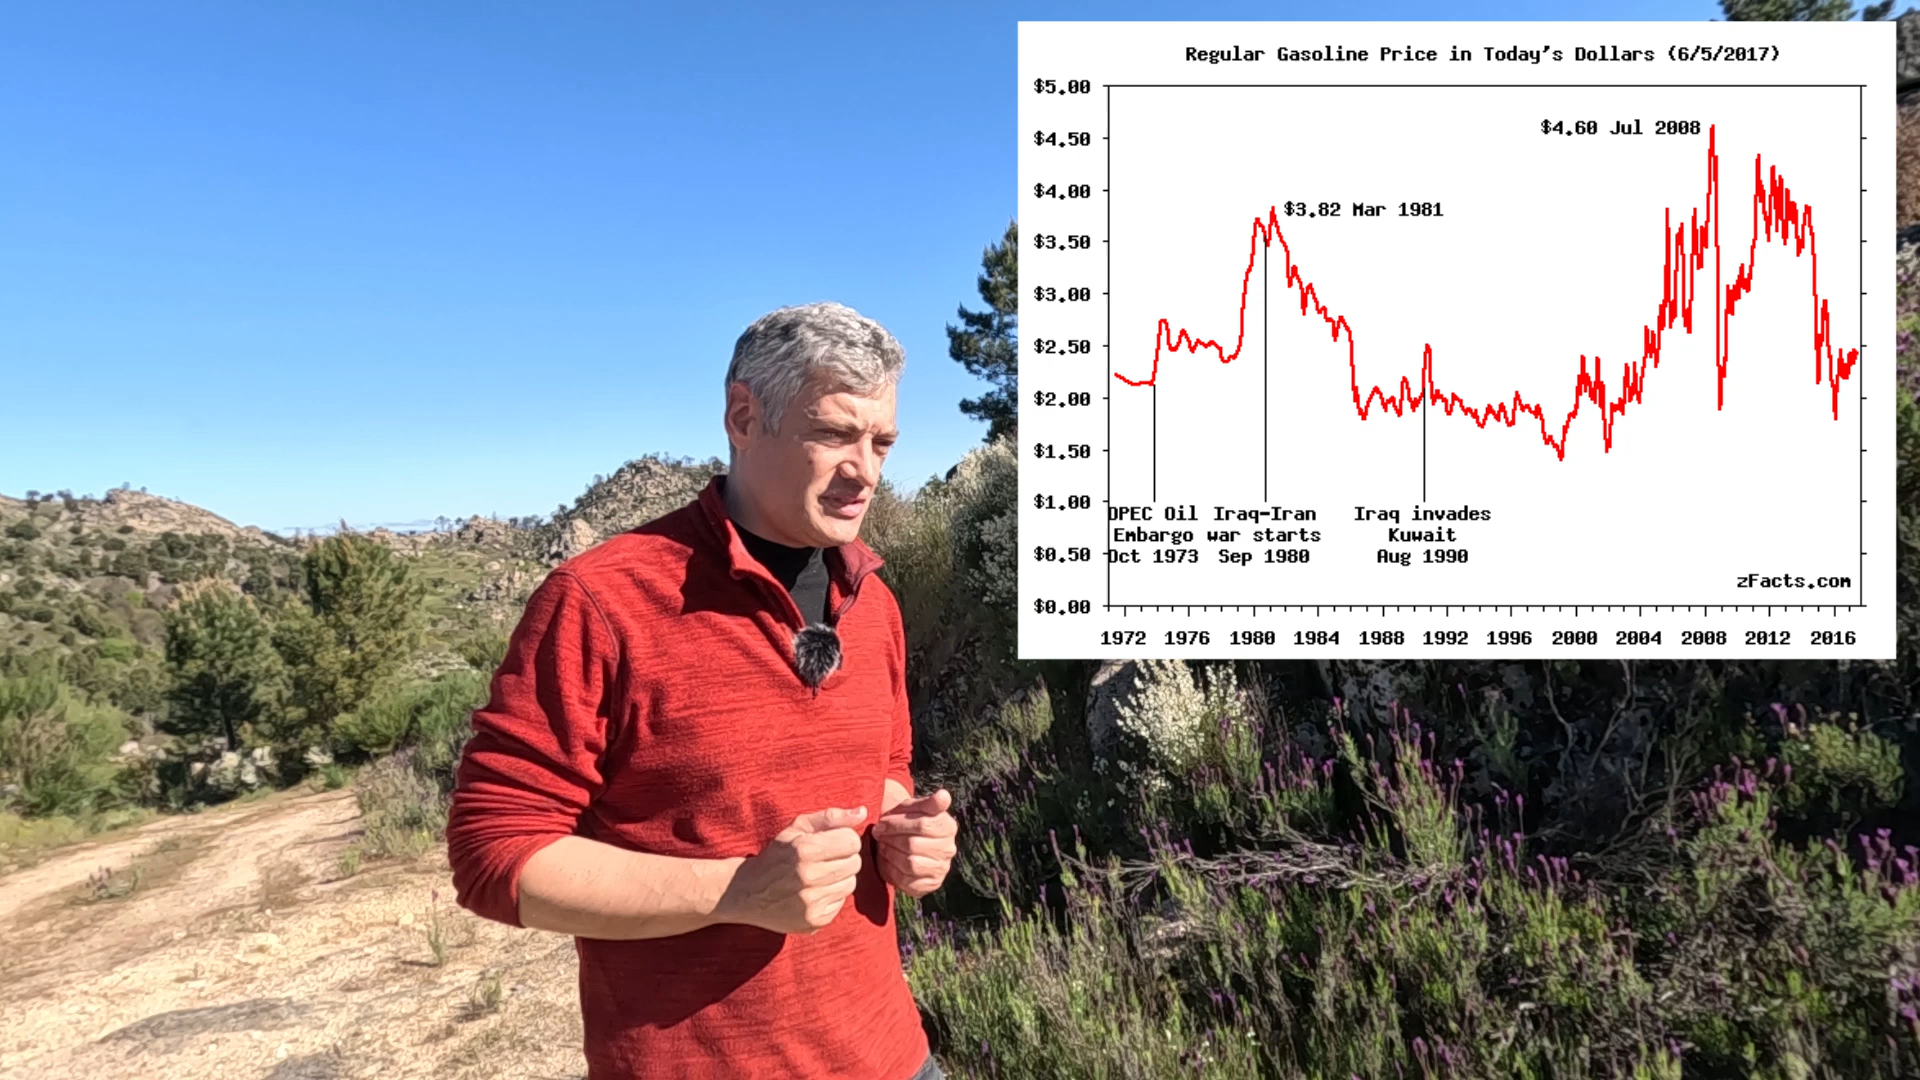 Regular Gasoline Price in Today's Dollars (6/5/2017)
$5.00
$4.50
$4.00
$3.50
$3.00
$2.50
$2.00
$1.50
$1.00
$0.50
$0.00
$4.60 Jul 2008
$3.82 Mar 1981
OPEC Oil
Embargo
Oct 1973
Iraq-Iran
war starts
Sep 1980
Iraq invades
Kuwait
Aug 1990
zFacts.com
1972 1976 1980 1984 1988 1992 1996 2000 2004 2008 2012 2016